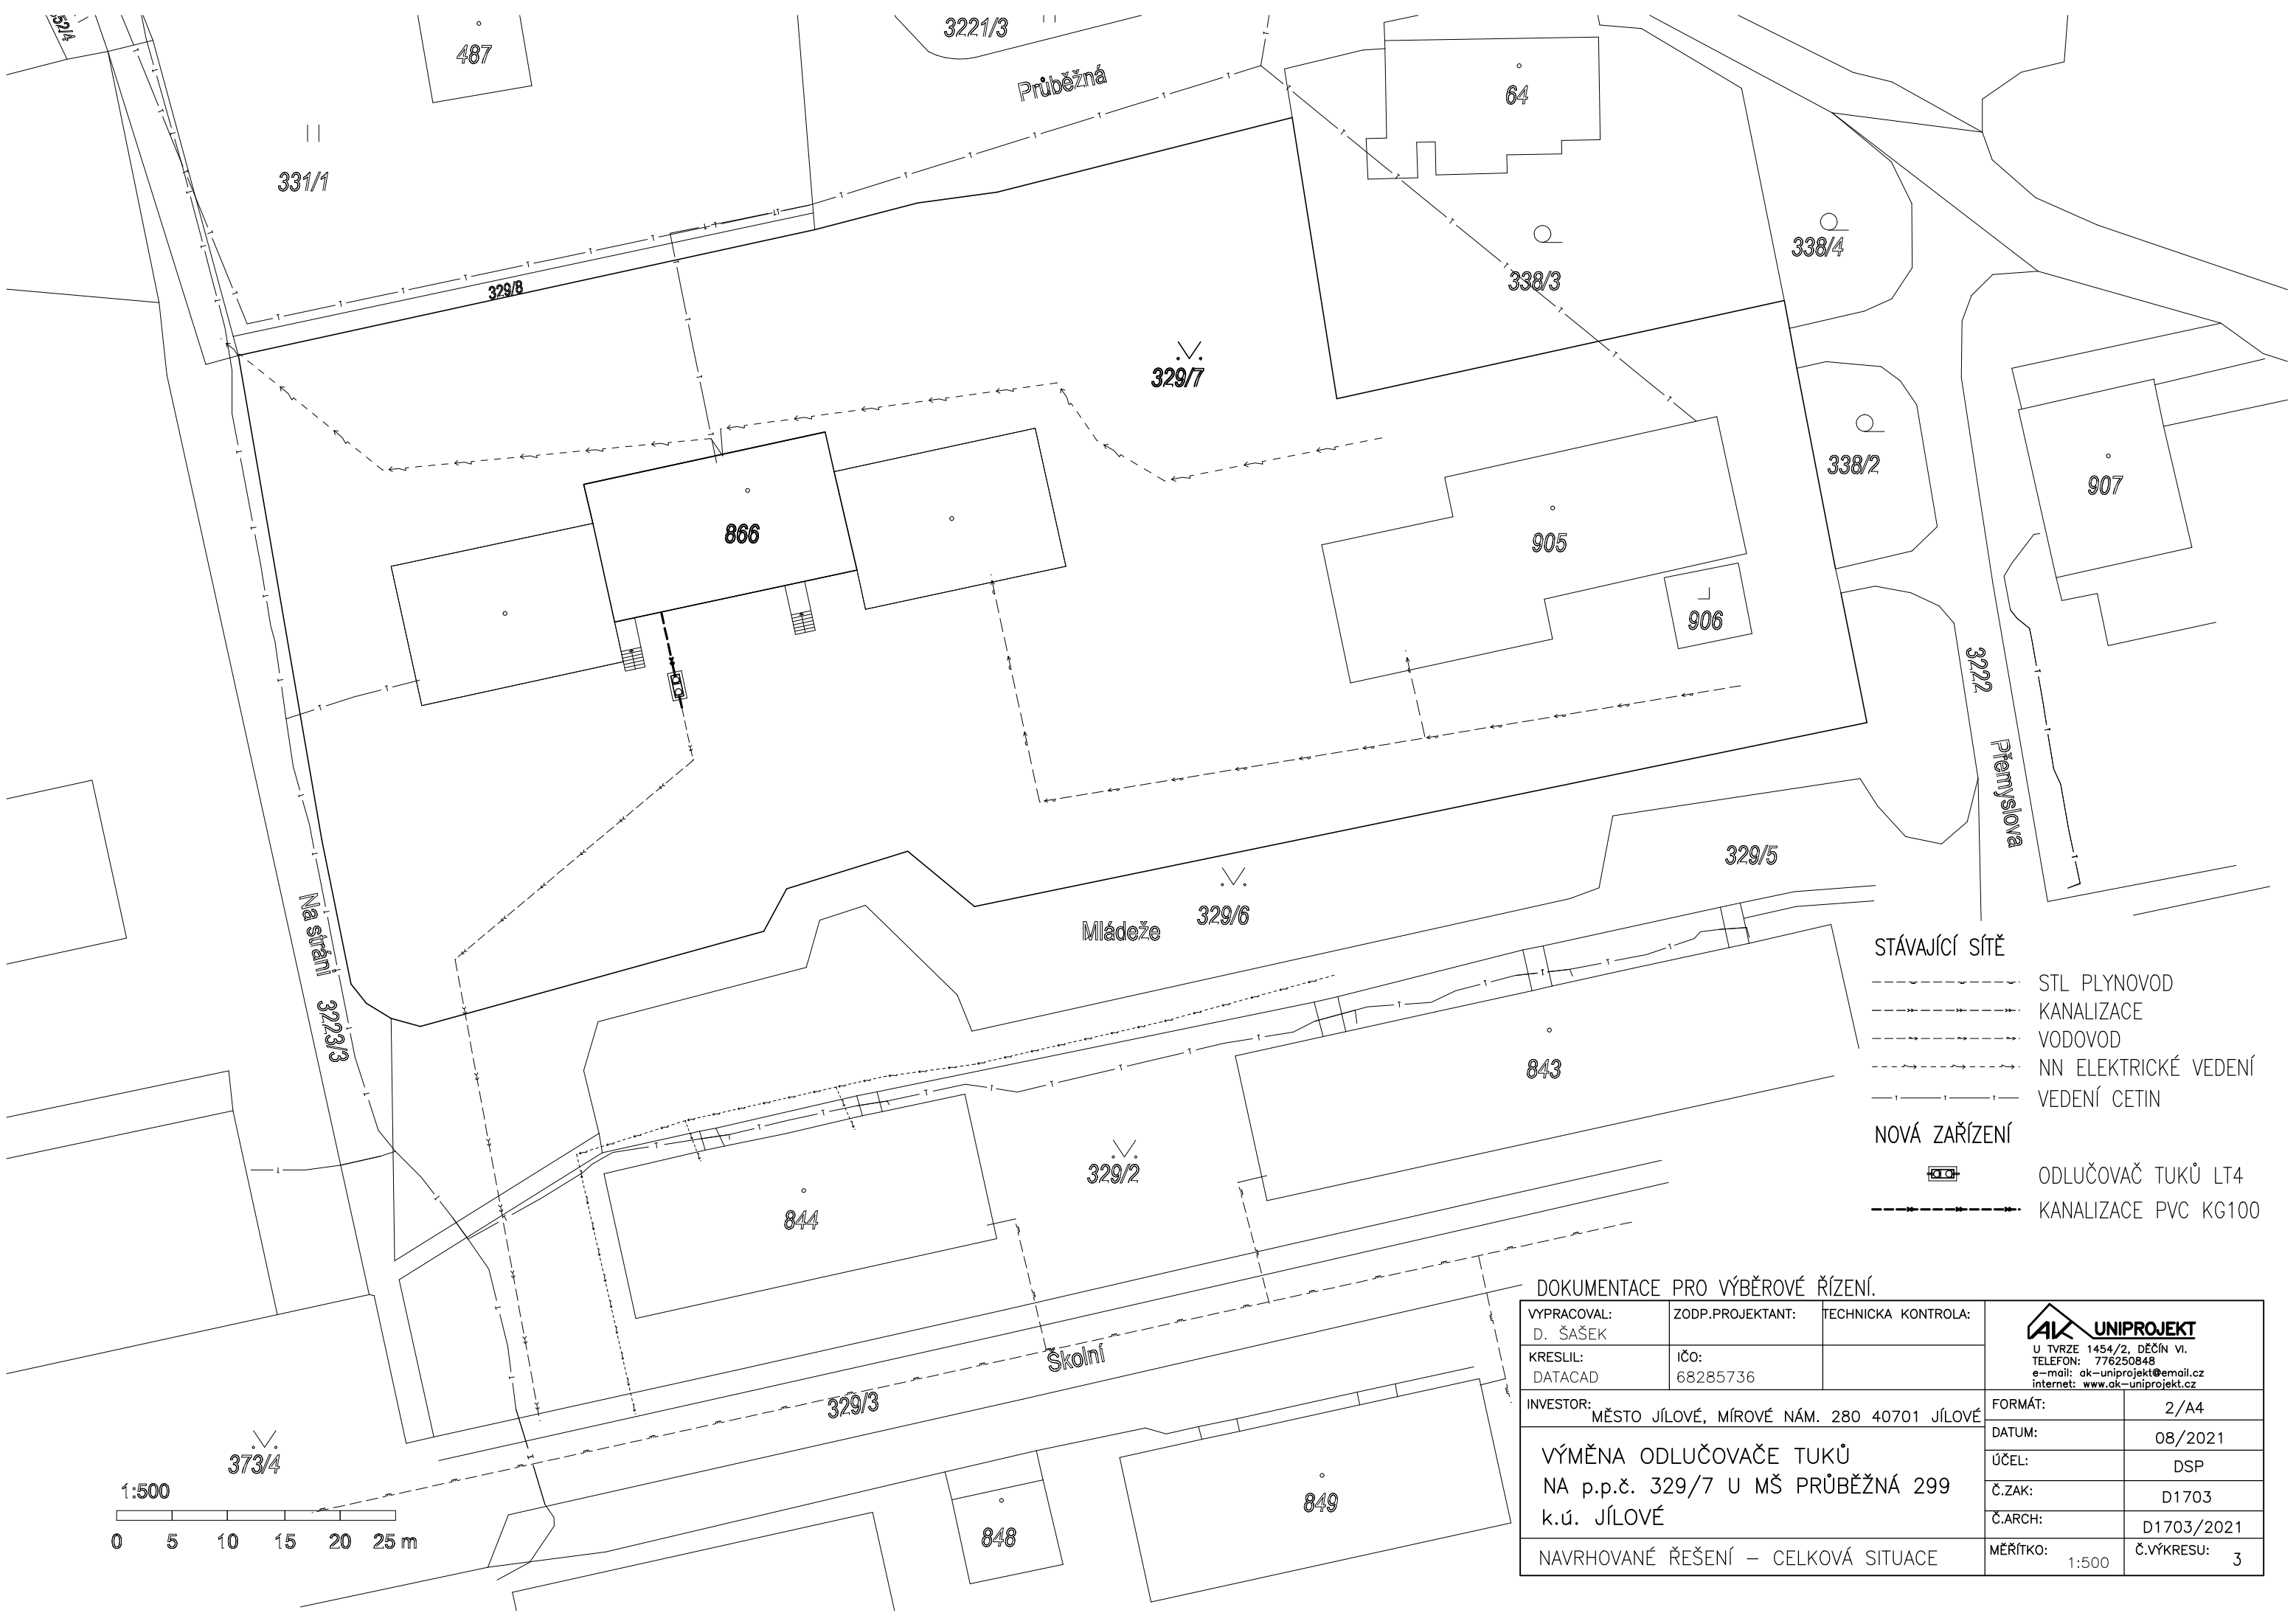 352/4
487
3221/3
Průběžná
64
331/1
338/4
338/3
329/8
329/7
338/2
907
866
905
906
3222
Přemyslova
329/5
329/6
Mládeže
Na stráni 3223/3
843
329/2
844
Školní
329/3
373/4
849
848
STÁVAJÍCÍ SÍTĚ
STL PLYNOVOD
KANALIZACE
VODOVOD
NN ELEKTRICKÉ VEDENÍ
VEDENÍ CETIN
NOVÁ ZAŘÍZENÍ
ODLUČOVAČ TUKŮ LT4
KANALIZACE PVC KG100
1:500
0 5 10 15 20 25 m
DOKUMENTACE PRO VÝBĚROVÉ ŘÍZENÍ.
VYPRACOVAL: ZODP.PROJEKTANT: TECHNICKA KONTROLA:
D. ŠAŠEK
KRESLIL: IČO:
DATACAD 68285736
AK UNIPROJEKT
U TVRZE 1454/2, DĚČÍN VI.
TELEFON: 776250848
e-mail: ak-uniprojekt@email.cz
internet: www.ak-uniprojekt.cz
INVESTOR: MĚSTO JÍLOVÉ, MÍROVÉ NÁM. 280 40701 JÍLOVÉ
VÝMĚNA ODLUČOVAČE TUKŮ
NA p.p.č. 329/7 U MŠ PRŮBĚŽNÁ 299
k.ú. JÍLOVÉ
NAVRHOVANÉ ŘEŠENÍ – CELKOVÁ SITUACE
FORMÁT: 2/A4
DATUM: 08/2021
ÚČEL: DSP
Č.ZAK: D1703
Č.ARCH: D1703/2021
MĚŘÍTKO: 1:500 Č.VÝKRESU: 3